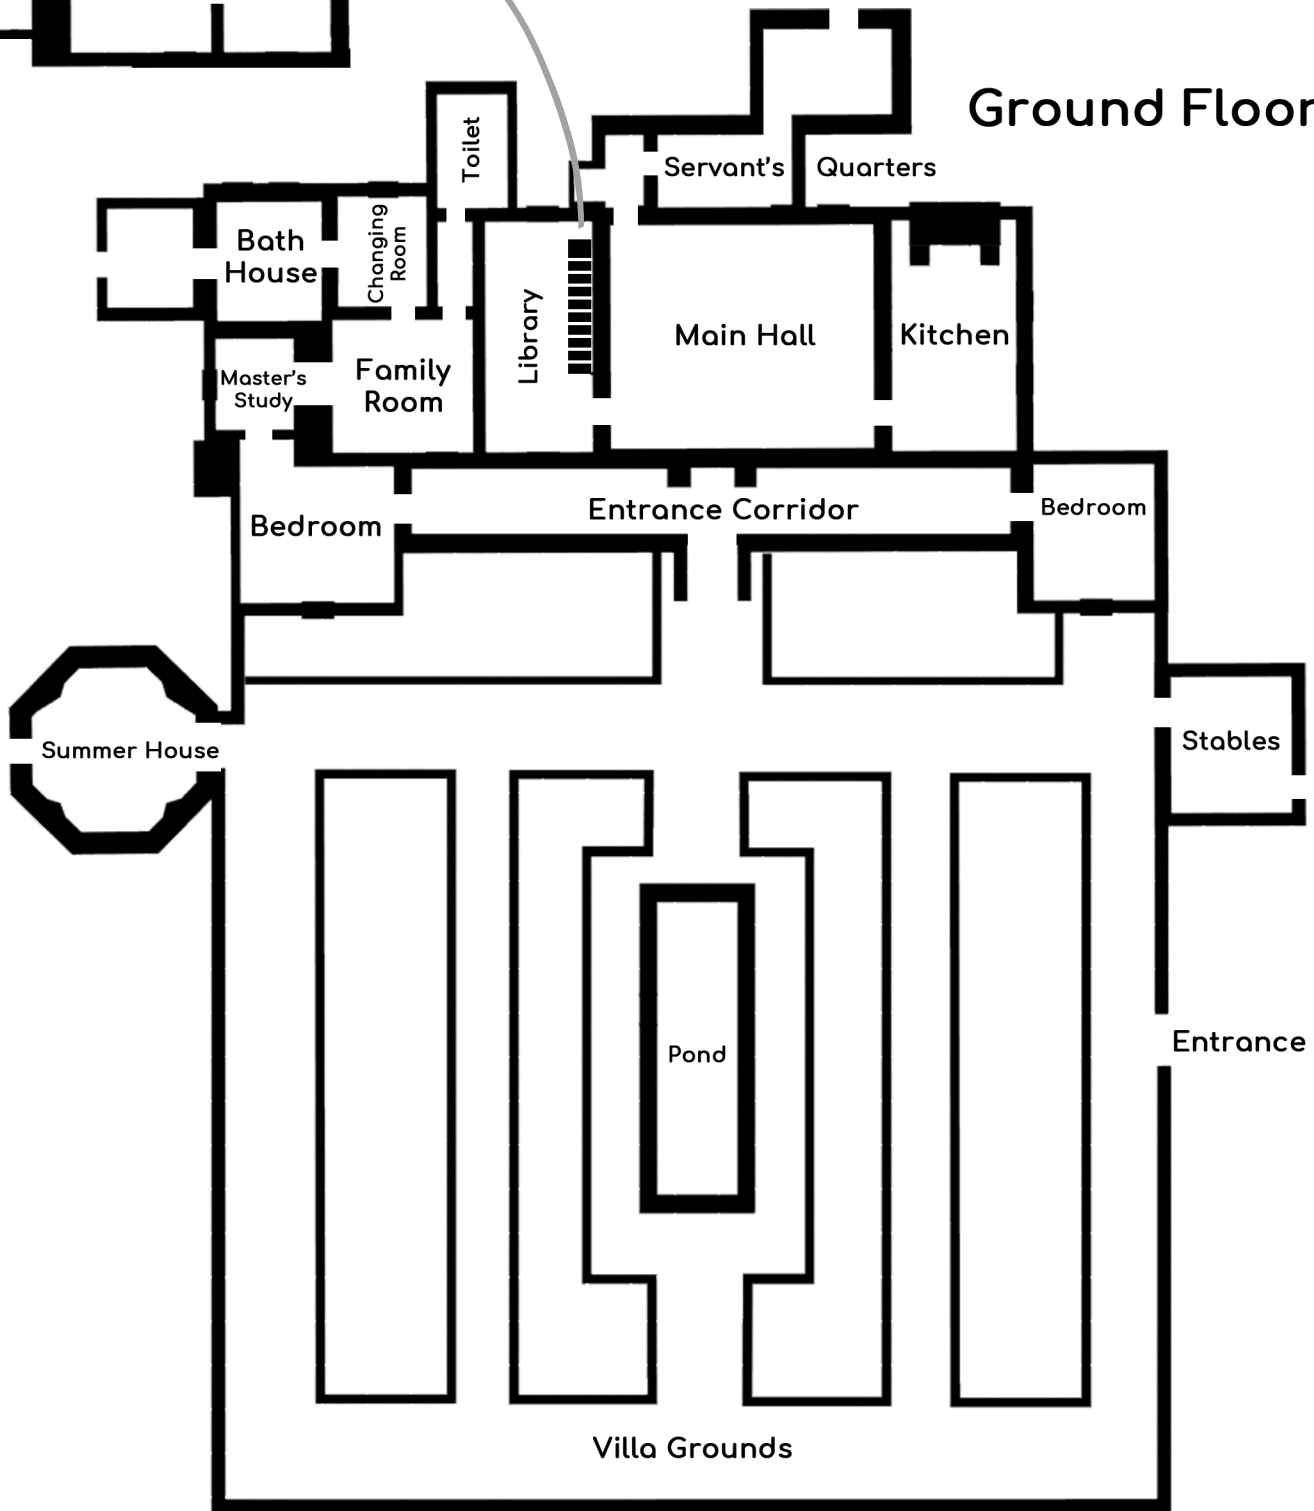 Ground Floor
Toilet
Servant's Quarters
Bath
House
Changing
Room
Library
Main Hall
Kitchen
Master's
Study
Family
Room
Bedroom
Entrance Corridor
Bedroom
Summer House
Stables
Pond
Entrance
Villa Grounds